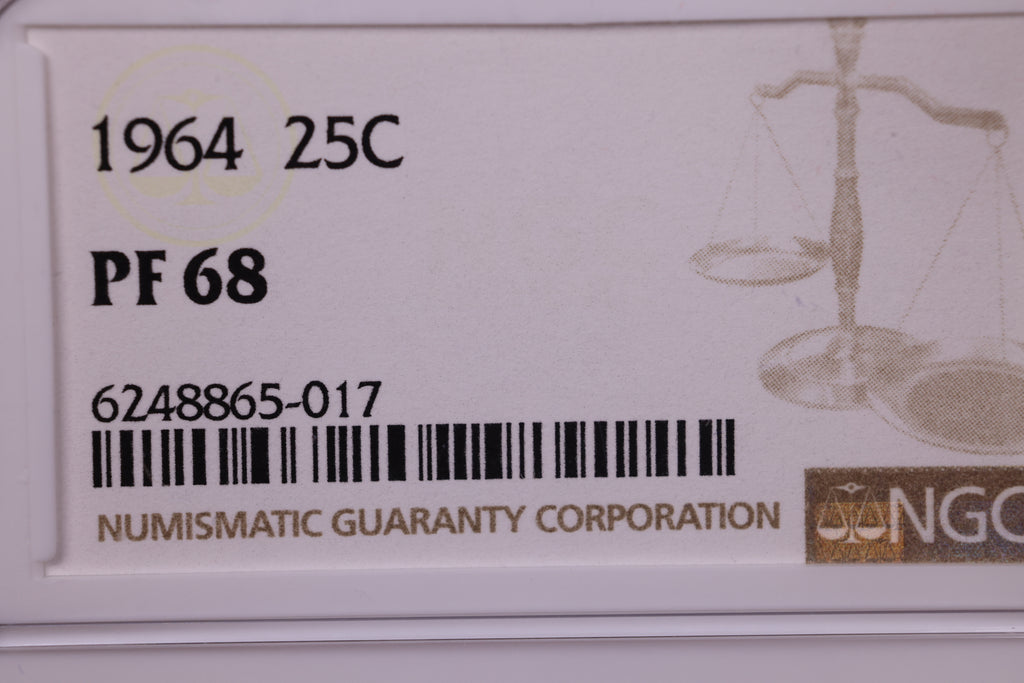 1964 25C
PF 68
6248865-017
NUMISMATIC GUARANTY CORPORATION
NGC